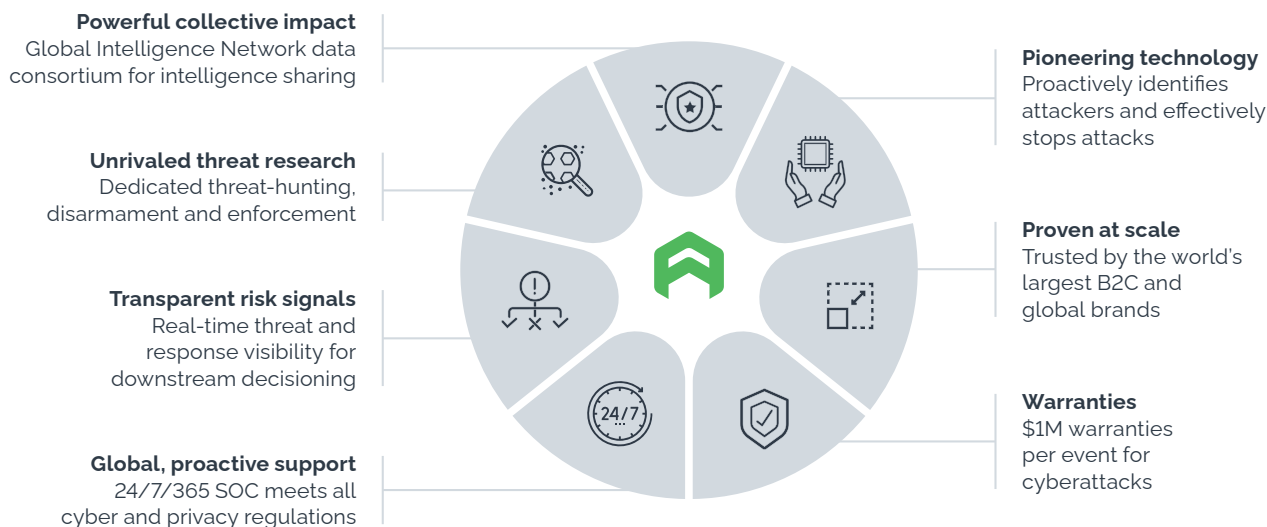 Powerful collective impact
Global Intelligence Network data
consortium for intelligence sharing
Unrivaled threat research
Dedicated threat-hunting,
disarmament and enforcement
Transparent risk signals
Real-time threat and
response visibility for
downstream decisioning
Global, proactive support
24/7/365 SOC meets all
cyber and privacy regulations
24/7
Pioneering technology
Proactively identifies
attackers and effectively
stops attacks
Proven at scale
Trusted by the world’s
largest B2C and
global brands
Warranties
$1M warranties
per event for
cyberattacks